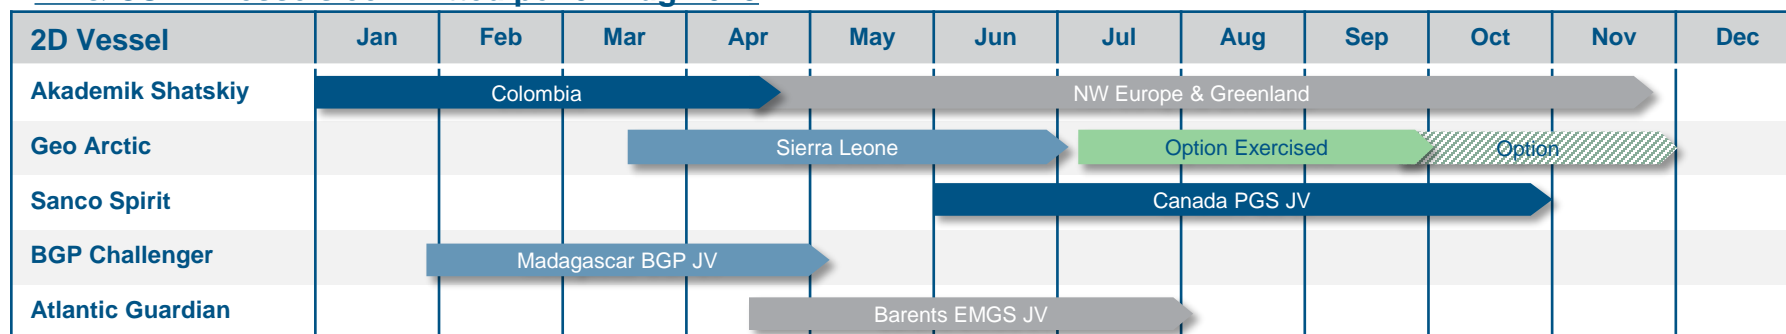 2D Vessel Jan Feb Mar Apr May Jun Jul Aug Sep Oct Nov Dec
Akademik Shatskiy Colombia NW Europe & Greenland
Geo Arctic Sierra Leone Option Exercised Option
Sanco Spirit Canada PGS JV
BGP Challenger Madagascar BGP JV
Atlantic Guardian Barents EMGS JV